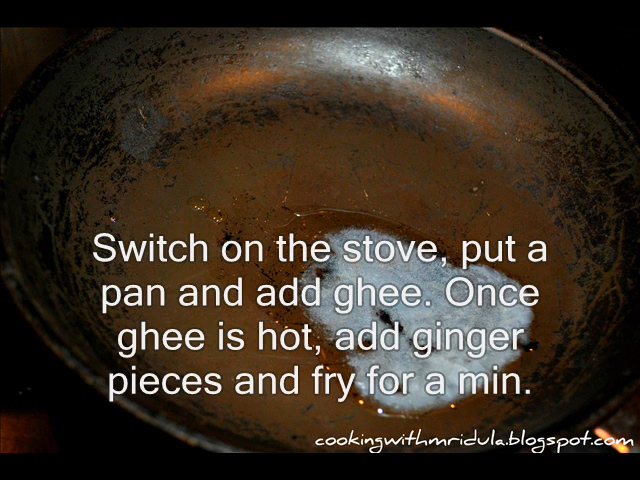 Switch on the stove, put a
pan and add ghee. Once
ghee is hot, add ginger
pieces and fry for a min.
cookingwithmridula.blogspot.com